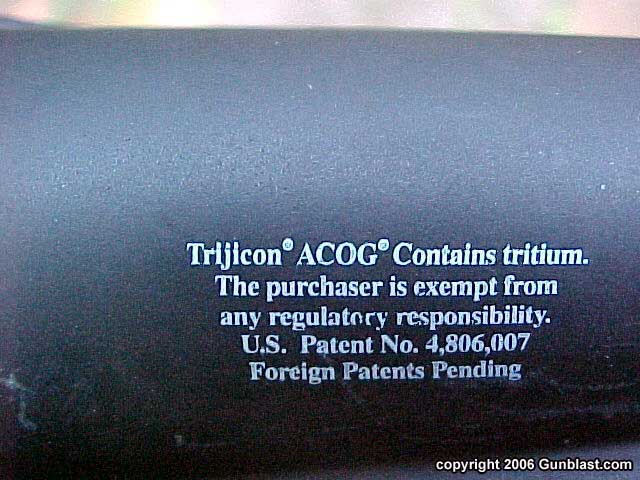 Trijicon® ACOG® Contains tritium.
The purchaser is exempt from
any regulatory responsibility.
U.S. Patent No. 4,806,007
Foreign Patents Pending
copyright 2006 Gunblast.com